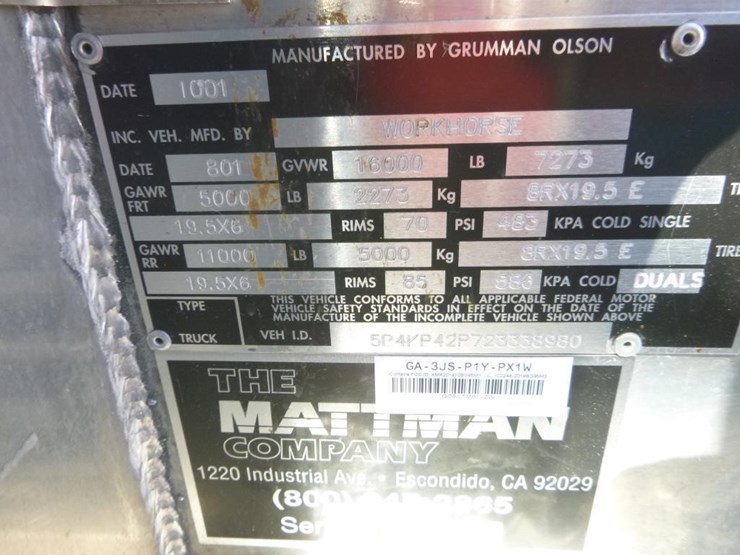 MANUFACTURED BY GRUMMAN OLSON
DATE 1001
INC. VEH. MFD. BY WORKHORSE
DATE 801 GVWR 16000 LB 7273 Kg
GAWR FRT 5000 LB 2273 Kg 8RX19.5 E
19.5X6 RIMS 70 PSI 483 KPA COLD SINGLE
GAWR RR 11000 LB 5000 Kg 8RX19.5 E TIRE
19.5X6 RIMS 85 PSI KPA COLD DUALS
TYPE THIS VEHICLE CONFORMS TO ALL APPLICABLE FEDERAL MOTOR
VEHICLE SAFETY STANDARDS IN EFFECT ON THE DATE OF
MANUFACTURE OF THE INCOMPLETE VEHICLE SHOWN ABOVE
TRUCK VEH I.D.
GA-3JS-P1Y-PX1W
THE
MATTMAN
COMPANY
1220 Industrial Ave. • Escondido, CA 92029
(800)